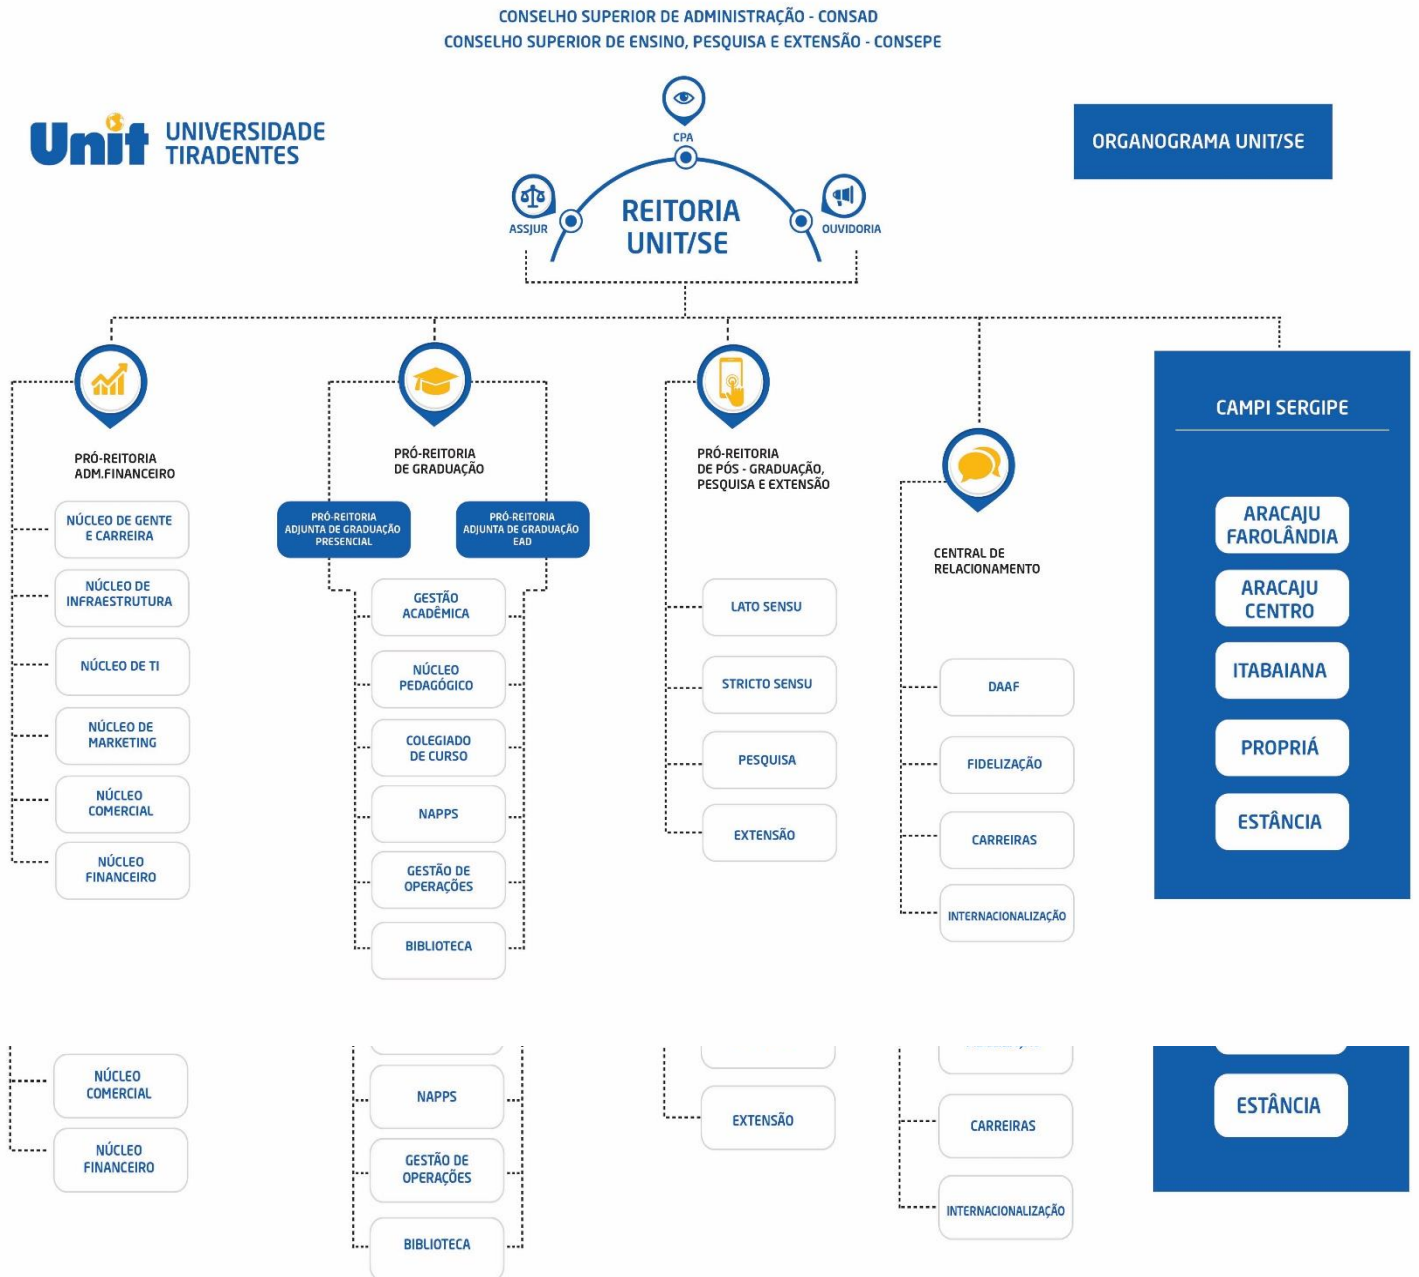 CONSELHO SUPERIOR DE ADMINISTRAÇÃO - CONSAD
CONSELHO SUPERIOR DE ENSINO, PESQUISA E EXTENSÃO - CONSEPE
Unit UNIVERSIDADE
TIRADENTES
ORGANOGRAMA UNIT/SE
CPA
ASSJUR
OUVIDORIA
REITORIA
UNIT/SE
PRÓ-REITORIA
ADM.FINANCEIRO
NÚCLEO DE GENTE
E CARREIRA
NÚCLEO DE
INFRAESTRUTURA
NÚCLEO DE TI
NÚCLEO DE
MARKETING
NÚCLEO
COMERCIAL
NÚCLEO
FINANCEIRO
PRÓ-REITORIA
DE GRADUAÇÃO
PRÓ-REITORIA
ADJUNTA DE GRADUAÇÃO
PRESENCIAL
PRÓ-REITORIA
ADJUNTA DE GRADUAÇÃO
EAD
GESTÃO
ACADÊMICA
NÚCLEO
PEDAGÓGICO
COLEGIADO
DE CURSO
NAPPS
GESTÃO DE
OPERAÇÕES
BIBLIOTECA
PRÓ-REITORIA
DE PÓS - GRADUAÇÃO,
PESQUISA E EXTENSÃO
LATO SENSU
STRICTO SENSU
PESQUISA
EXTENSÃO
CENTRAL DE
RELACIONAMENTO
DAAF
FIDELIZAÇÃO
CARREIRAS
INTERNACIONALIZAÇÃO
CAMPI SERGIPE
ARACAJU
FAROLÂNDIA
ARACAJU
CENTRO
ITABAIANA
PROPRIÁ
ESTÂNCIA
NÚCLEO
COMERCIAL
NÚCLEO
FINANCEIRO
NAPPS
GESTÃO DE
OPERAÇÕES
BIBLIOTECA
EXTENSÃO
CARREIRAS
INTERNACIONALIZAÇÃO
ESTÂNCIA